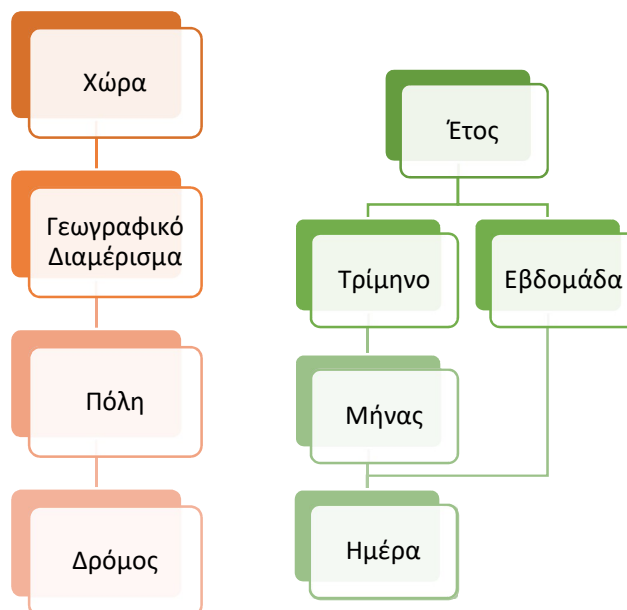 Χώρα
Γεωγραφικό
Διαμέρισμα
Πόλη
Δρόμος
Έτος
Τρίμηνο
Εβδομάδα
Μήνας
Ημέρα